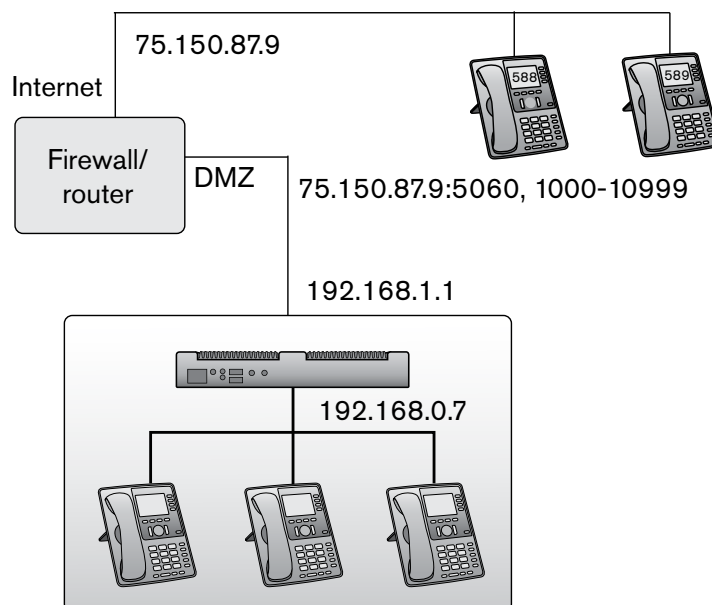 75.150.87.9
588
589
Internet
Firewall/
router
DMZ
75.150.87.9:5060, 1000-10999
192.168.1.1
192.168.0.7